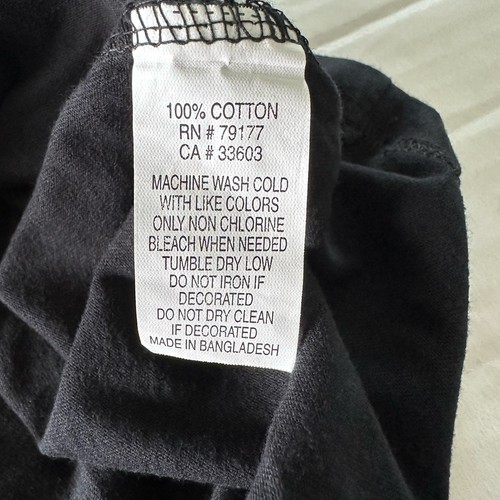 100% COTTON
RN # 79177
CA # 33603
MACHINE WASH COLD
WITH LIKE COLORS
ONLY NON CHLORINE
BLEACH WHEN NEEDED
TUMBLE DRY LOW
DO NOT IRON IF
DECORATED
DO NOT DRY CLEAN
IF DECORATED
MADE IN BANGLADESH